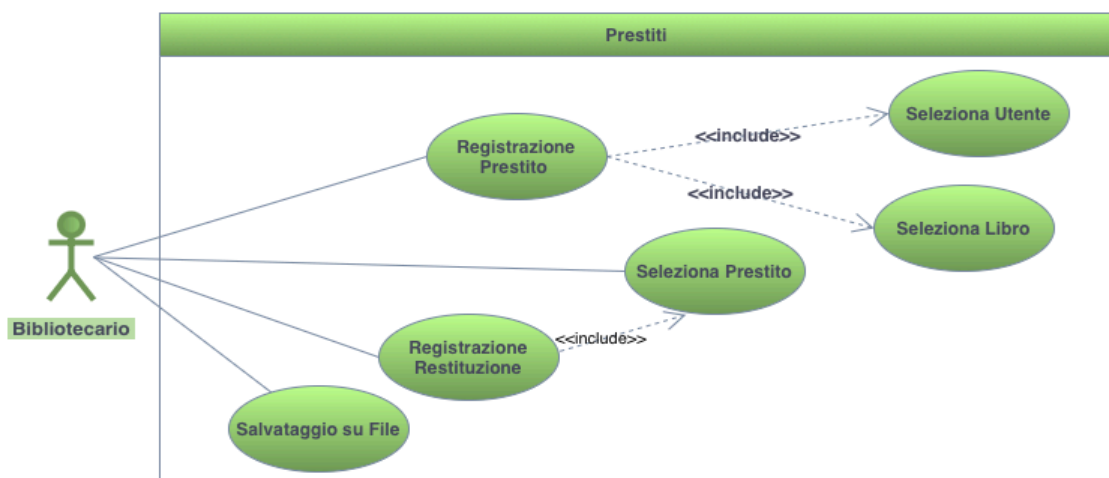 Prestiti
Seleziona Utente
<<include>>
Registrazione
Prestito
<<include>>
Seleziona Libro
Seleziona Prestito
Bibliotecario
<<include>>
Registrazione
Restituzione
Salvataggio su File